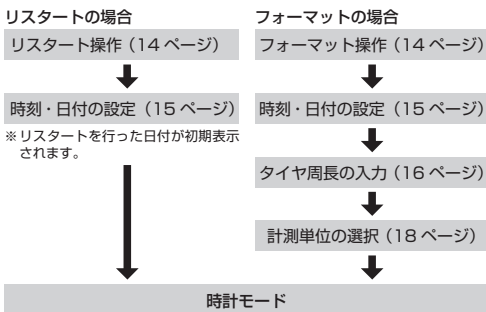 リスタートの場合
リスタート操作（14 ページ）
時刻・日付の設定（15 ページ）
※リスタートを行った日付が初期表示
されます。
フォーマットの場合
フォーマット操作（14 ページ）
時刻・日付の設定（15 ページ）
タイヤ周長の入力（16 ページ）
計測単位の選択（18 ページ）
時計モード